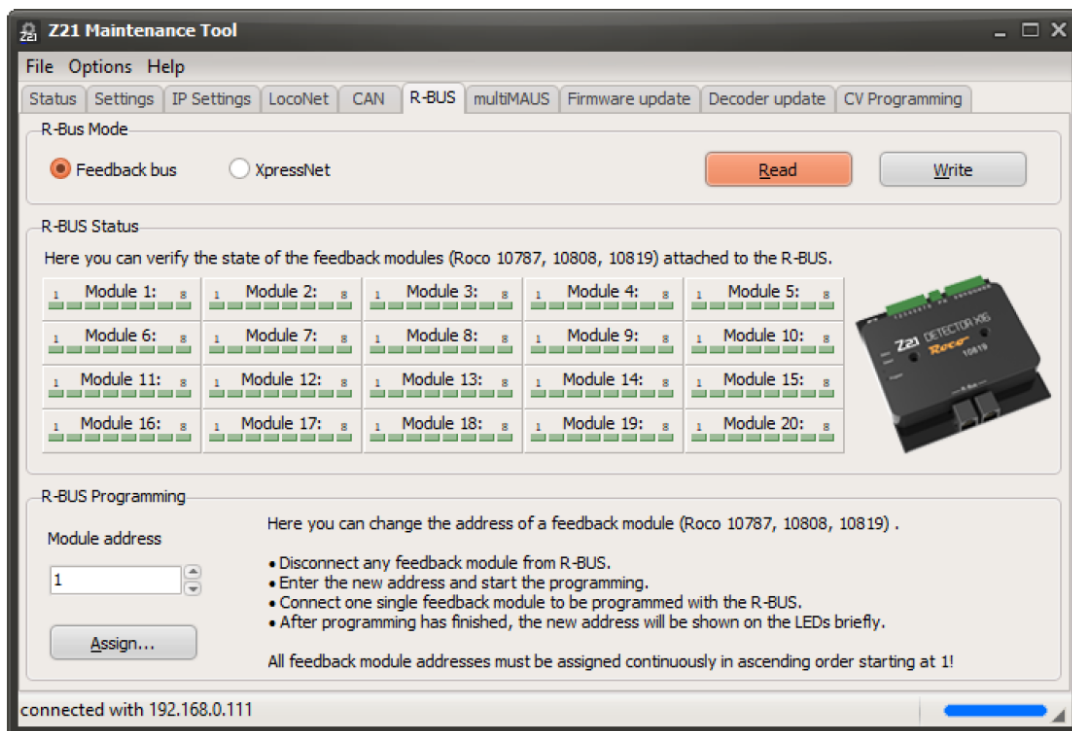 Z21 Maintenance Tool
File Options Help
Status Settings IP Settings LocoNet CAN R-BUS multiMAUS Firmware update Decoder update CV Programming
R-Bus Mode
Feedback bus XpressNet Read Write
R-BUS Status
Here you can verify the state of the feedback modules (Roco 10787, 10808, 10819) attached to the R-BUS.
1 Module 1: 8 1 Module 2: 8 1 Module 3: 8 1 Module 4: 8 1 Module 5: 8
1 Module 6: 8 1 Module 7: 8 1 Module 8: 8 1 Module 9: 8 1 Module 10: 8
1 Module 11: 8 1 Module 12: 8 1 Module 13: 8 1 Module 14: 8 1 Module 15: 8
1 Module 16: 8 1 Module 17: 8 1 Module 18: 8 1 Module 19: 8 1 Module 20: 8
Z21 DETECTOR X16
Roco
10819
R-BUS Programming
Module address
1
Assign...
Here you can change the address of a feedback module (Roco 10787, 10808, 10819) .
• Disconnect any feedback module from R-BUS.
• Enter the new address and start the programming.
• Connect one single feedback module to be programmed with the R-BUS.
• After programming has finished, the new address will be shown on the LEDs briefly.
All feedback module addresses must be assigned continuously in ascending order starting at 1!
connected with 192.168.0.111